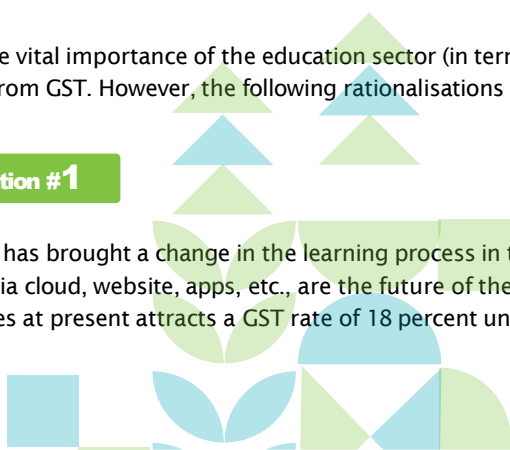 e vital importance of the education sector (in terr
rom GST. However, the following rationalisations
tion #1
has brought a change in the learning process in t
ia cloud, website, apps, etc., are the future of the
es at present attracts a GST rate of 18 percent un